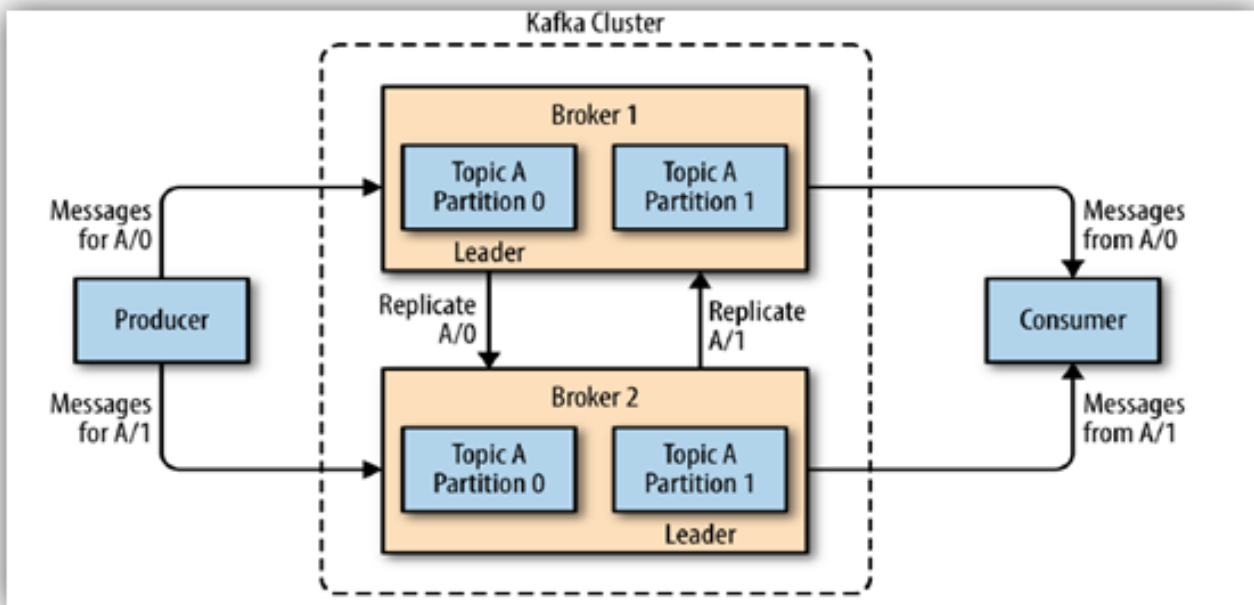 Kafka Cluster
Broker 1
Topic A
Partition 0
Topic A
Partition 1
Leader
Messages
for A/0
Messages
from A/0
Producer
Replicate
A/0
Replicate
A/1
Consumer
Messages
for A/1
Broker 2
Messages
from A/1
Topic A
Partition 0
Topic A
Partition 1
Leader